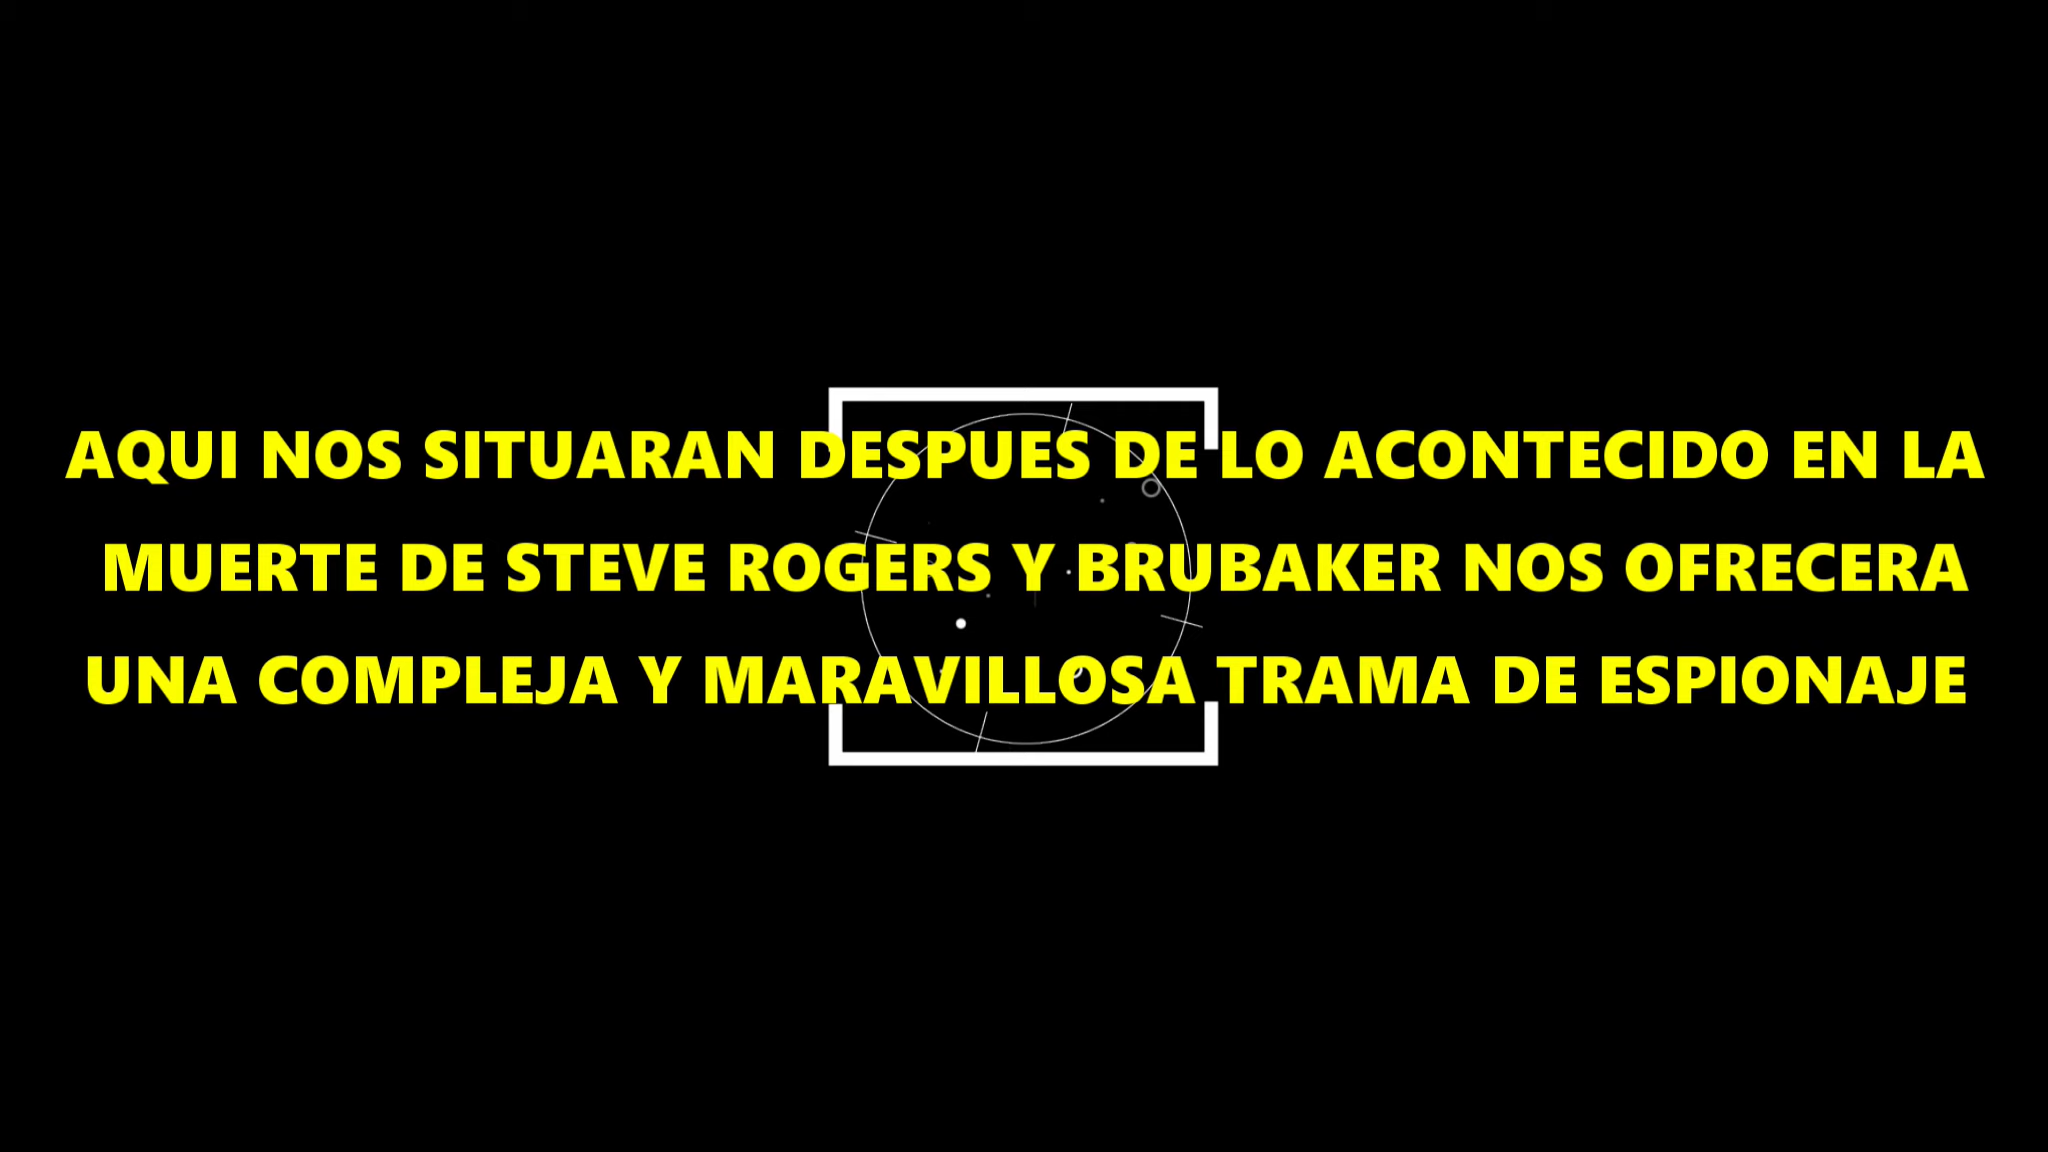 AQUI NOS SITUARAN DESPUES DE LO ACONTECIDO EN LA
MUERTE DE STEVE ROGERS Y BRUBAKER NOS OFRECERA
UNA COMPLEJA Y MARAVILLOSA TRAMA DE ESPIONAJE